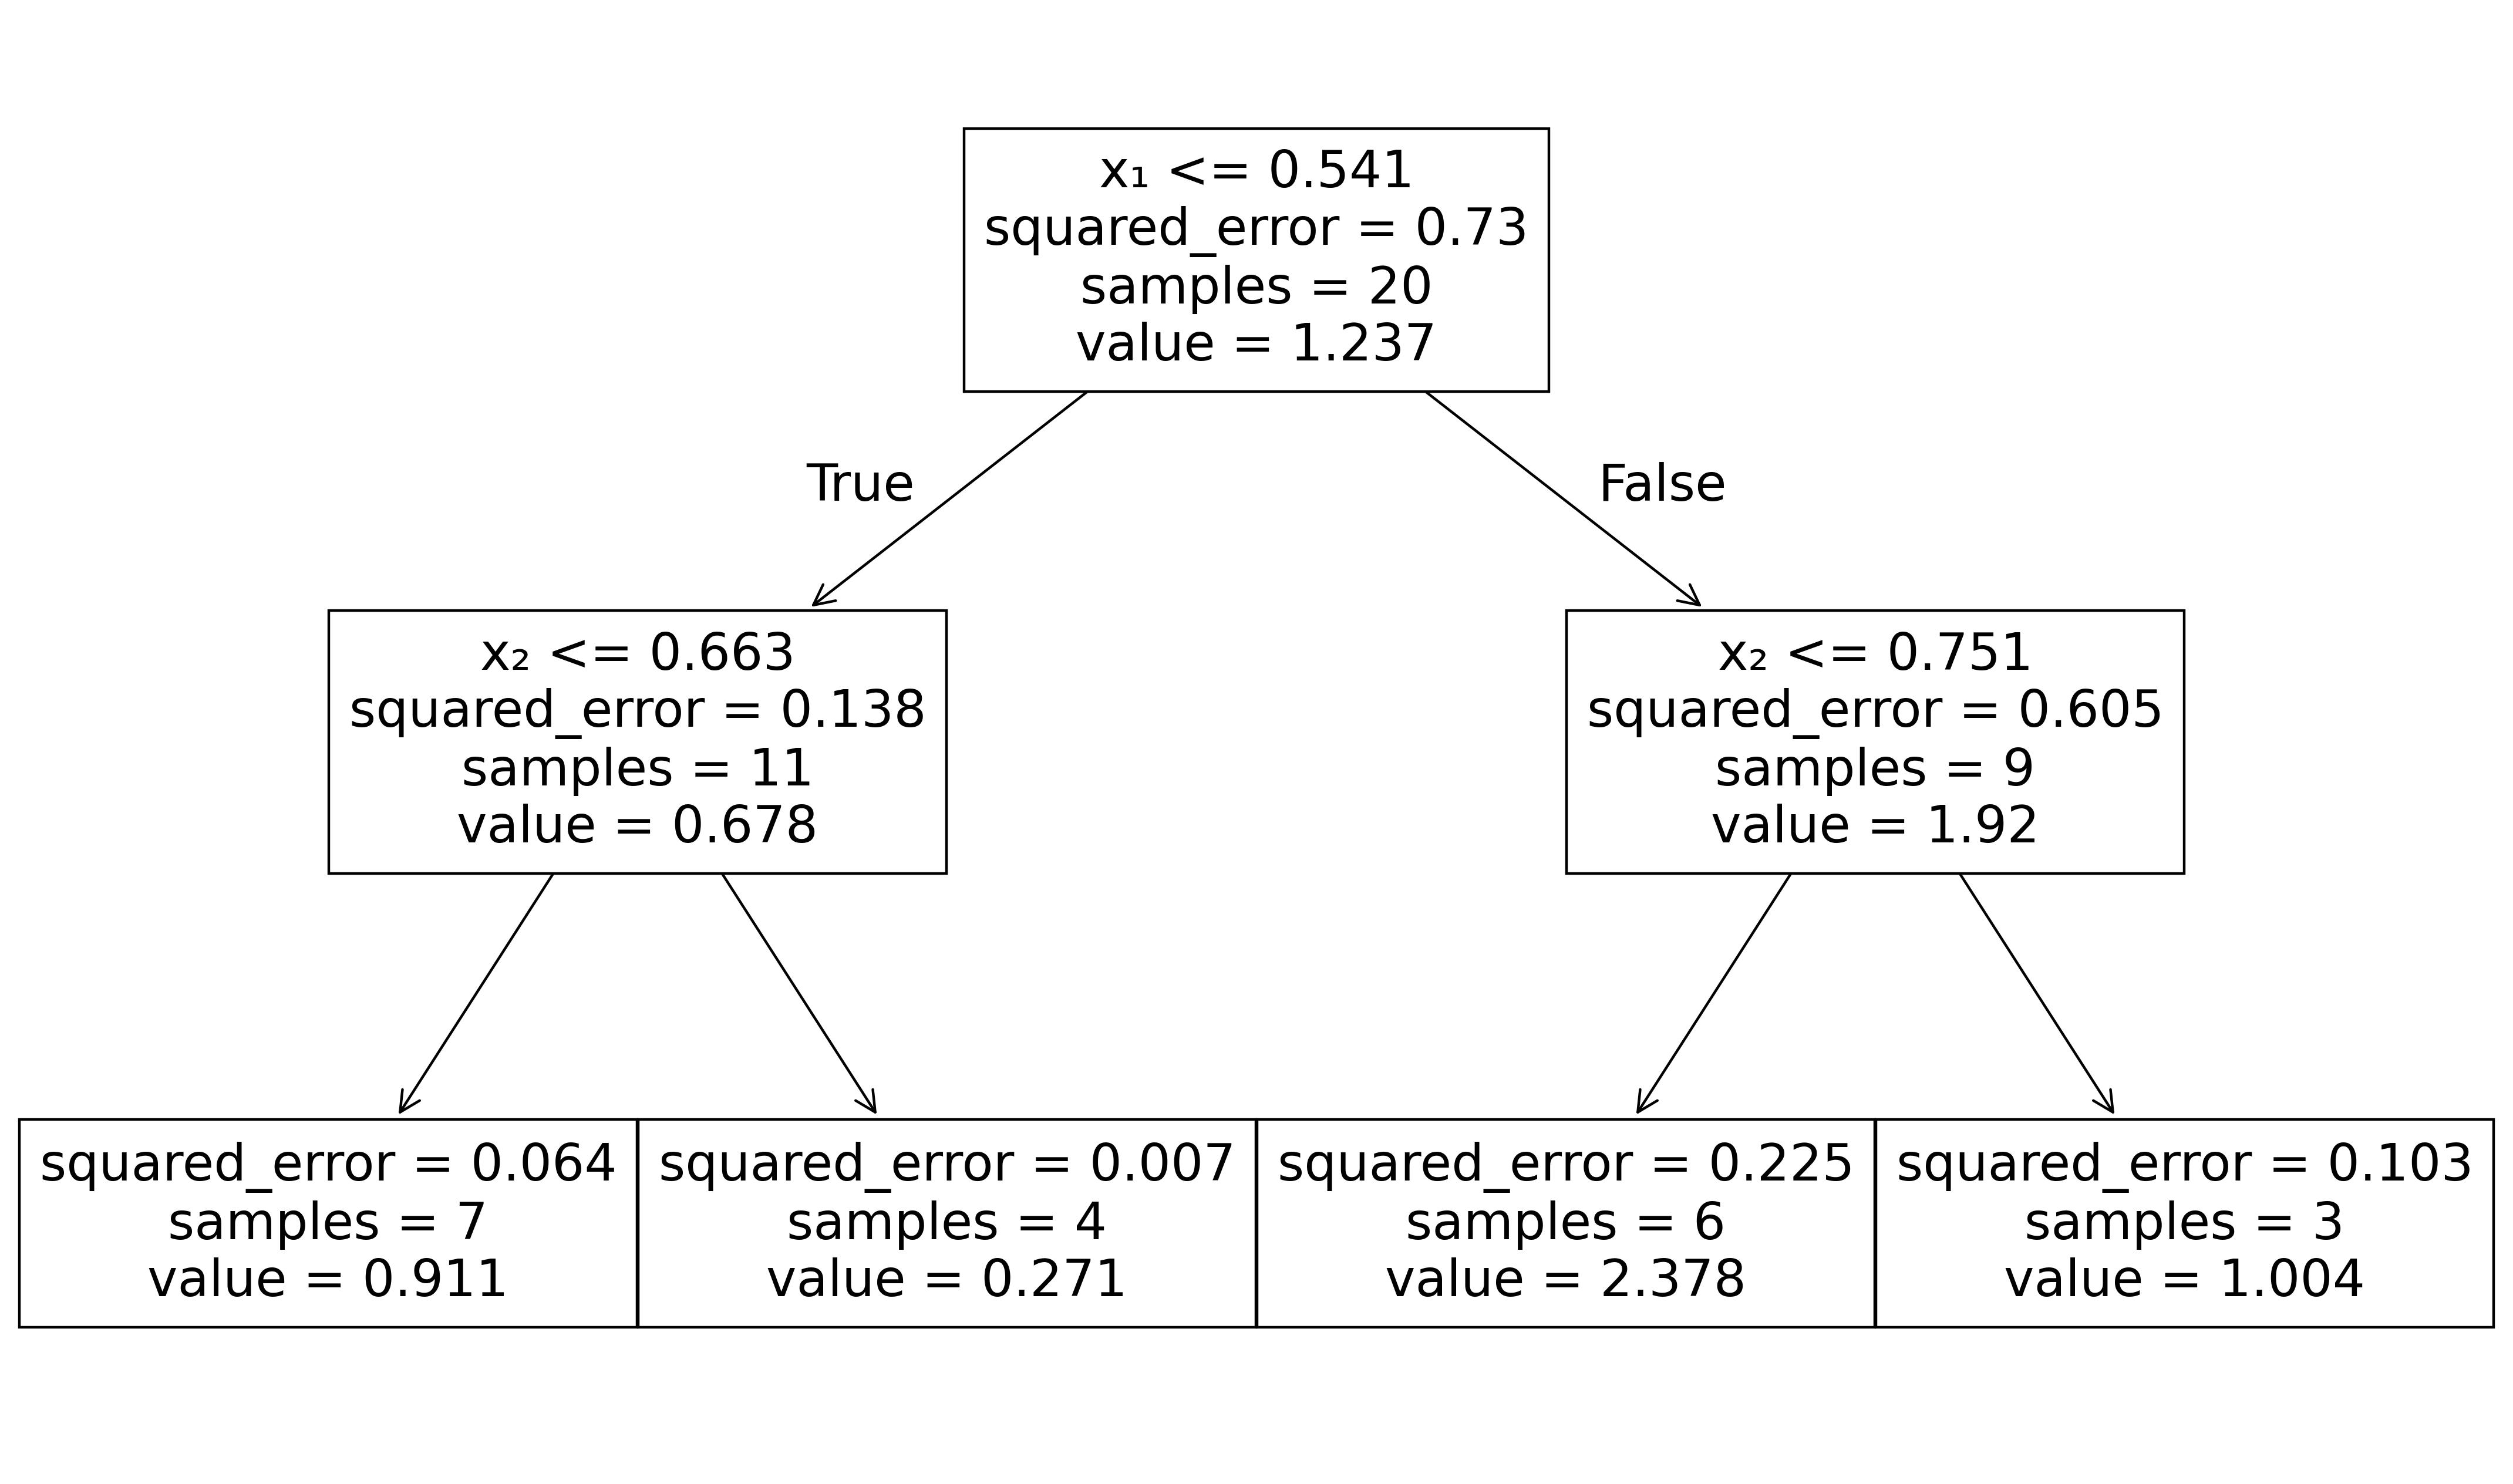 x₁ <= 0.541
squared_error = 0.73
samples = 20
value = 1.237
True
False
x₂ <= 0.663
squared_error = 0.138
samples = 11
value = 0.678
x₂ <= 0.751
squared_error = 0.605
samples = 9
value = 1.92
squared_error = 0.064
samples = 7
value = 0.911
squared_error = 0.007
samples = 4
value = 0.271
squared_error = 0.225
samples = 6
value = 2.378
squared_error = 0.103
samples = 3
value = 1.004